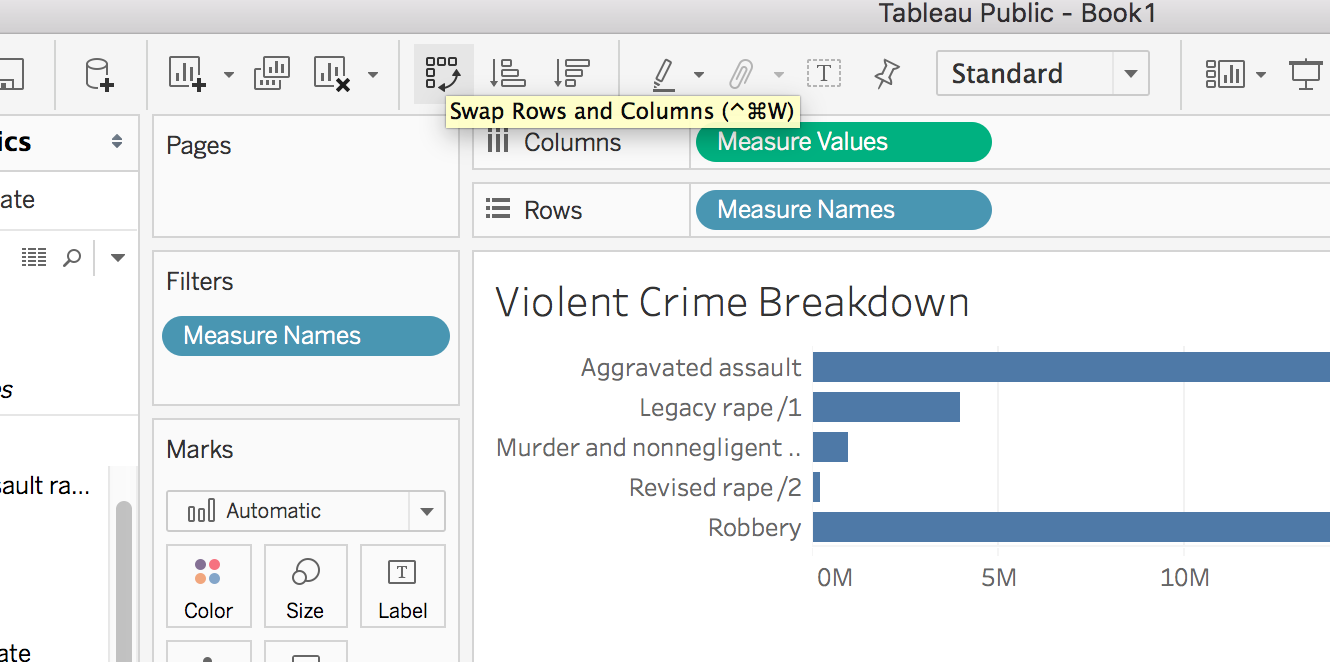 Tableau Public - Book1
Standard
Swap Rows and Columns (^⌘W)
ics
Pages
Columns
Measure Values
ate
Rows
Measure Names
Filters
Measure Names
Violent Crime Breakdown
Aggravated assault
Legacy rape /1
s
Murder and nonnegligent ..
Marks
sault ra...
Revised rape /2
Automatic
Robbery
0M 5M 10M
Color Size Label
ate